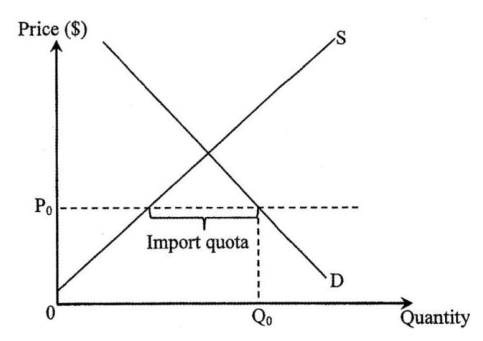 Price ($)
S
P₀
Import quota
D
0
Q₀
Quantity